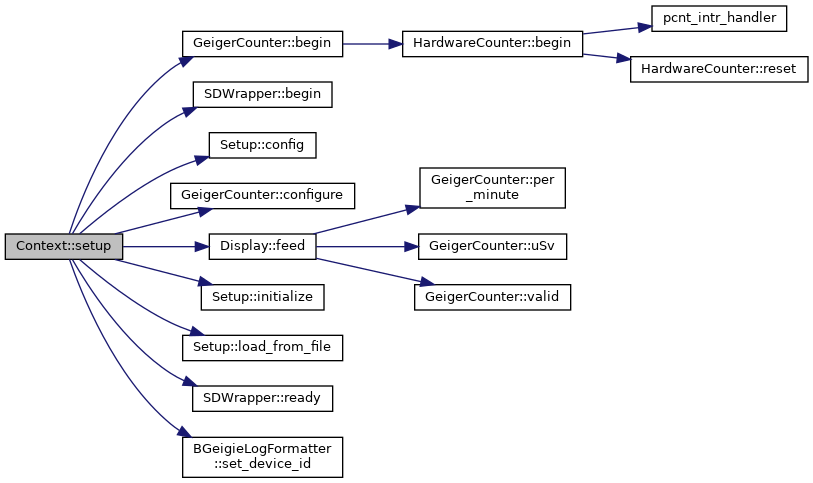 Context::setup
GeigerCounter::begin
HardwareCounter::begin
pcnt_intr_handler
HardwareCounter::reset
SDWrapper::begin
Setup::config
GeigerCounter::configure
Display::feed
GeigerCounter::per
_minute
GeigerCounter::uSv
GeigerCounter::valid
Setup::initialize
Setup::load_from_file
SDWrapper::ready
BGeigieLogFormatter
::set_device_id